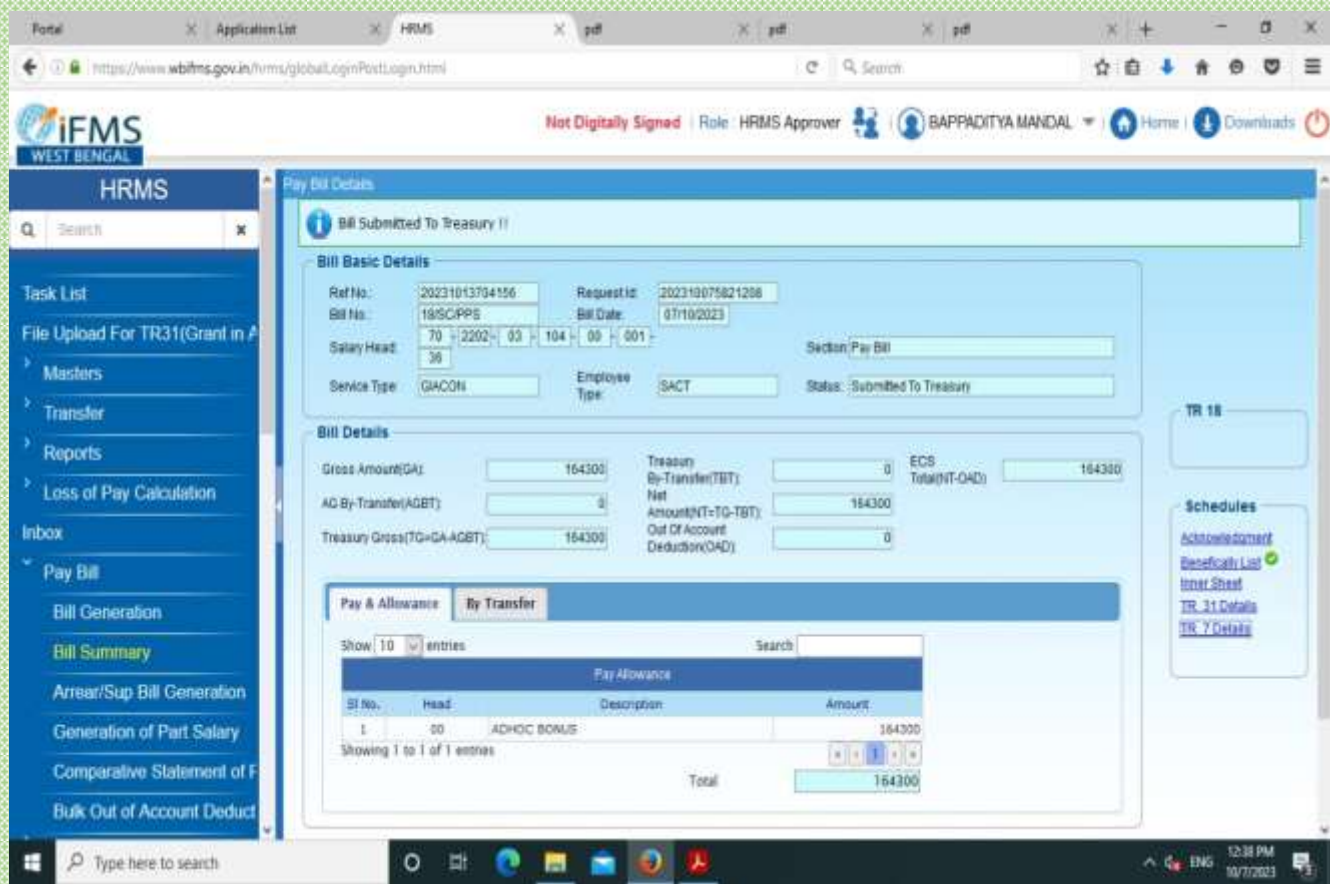 Portal Application List HRMS pdf pdf pdf
https://www.wbifms.gov.in/hrms/globalLoginPostLogin.html Search
iFMS
WEST BENGAL
Not Digitally Signed Role : HRMS Approver BAPPADITYA MANDAL Home Downloads
HRMS
Search
Task List
File Upload For TR31(Grant in A
Masters
Transfer
Reports
Loss of Pay Calculation
Inbox
Pay Bill
Bill Generation
Bill Summary
Arrear/Sup Bill Generation
Generation of Part Salary
Comparative Statement of P
Bulk Out of Account Deduct
Pay Bill Details
Bill Submitted To Treasury !!
Bill Basic Details
Ref No.: 20231013704156 Request Id: 202310075821208
Bill No.: 18/SC/PPS Bill Date: 07/10/2023
Salary Head: 70 - 2202 - 03 - 104 - 00 - 001 - 36 Section: Pay Bill
Service Type: GIACON Employee Type: SACT Status: Submitted To Treasury
Bill Details
Gross Amount(GA): 164300 Treasury By-Transfer(TBT): 0 ECS Total(NT-OAD): 164300
AG By-Transfer(AGBT): 0 Net Amount(NT=TG-TBT): 164300
Treasury Gross(TG=GA-AGBT): 164300 Out Of Account Deduction(OAD): 0
Pay & Allowance By Transfer
Show 10 entries Search
Pay Allowance
Sl No. Head Description Amount
1 00 ADHOC BONUS 164300
Showing 1 to 1 of 1 entries 1
Total 164300
TR 18
Schedules
Acknowledgment
Benefically List
Inner Sheet
TR. 31 Details
TR. 7 Details
Type here to search
ENG 12:38 PM
10/7/2023